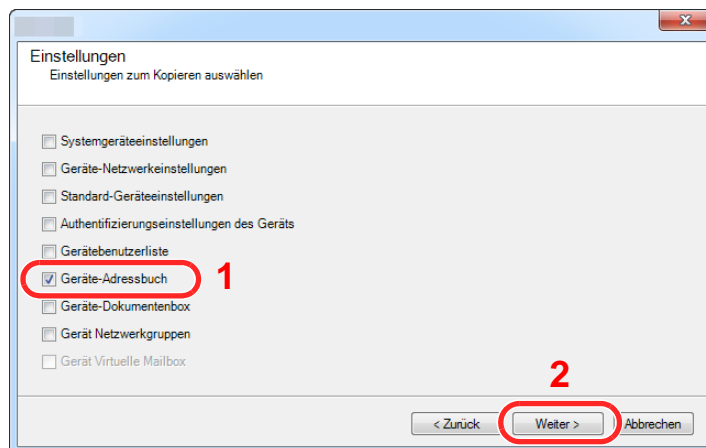 Einstellungen
Einstellungen zum Kopieren auswählen
Systemgeräteeinstellungen
Geräte-Netzwerkeinstellungen
Standard-Geräteeinstellungen
Authentifizierungseinstellungen des Geräts
Gerätebenutzerliste
Geräte-Adressbuch 1
Geräte-Dokumentenbox
Gerät Netzwerkgruppen
Gerät Virtuelle Mailbox
2
< Zurück Weiter > Abbrechen